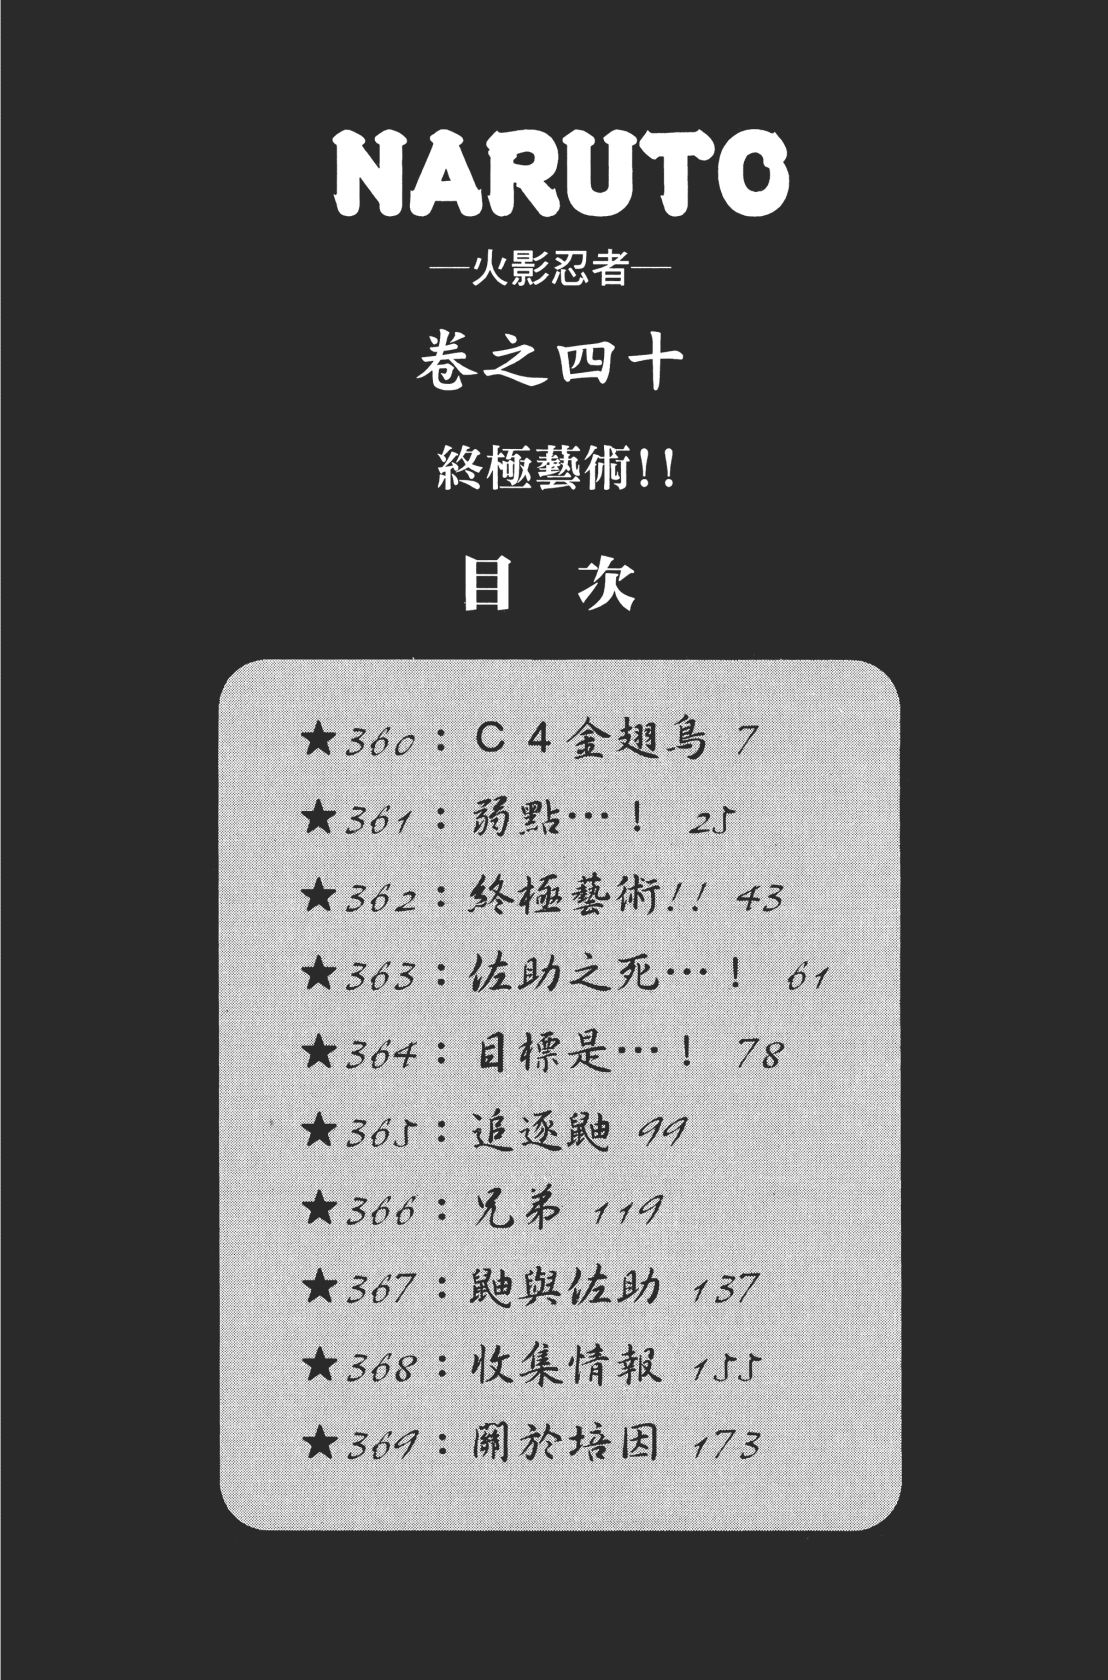 NARUTO
—火影忍者—
卷之四十
終極藝術!!
目 次
★360：C4金翅鳥 7
★361：弱點…！ 25
★362：終極藝術!! 43
★363：佐助之死…！ 61
★364：目標是…！ 78
★365：追逐鼬 99
★366：兄弟 119
★367：鼬與佐助 137
★368：收集情報 155
★369：關於培因 173